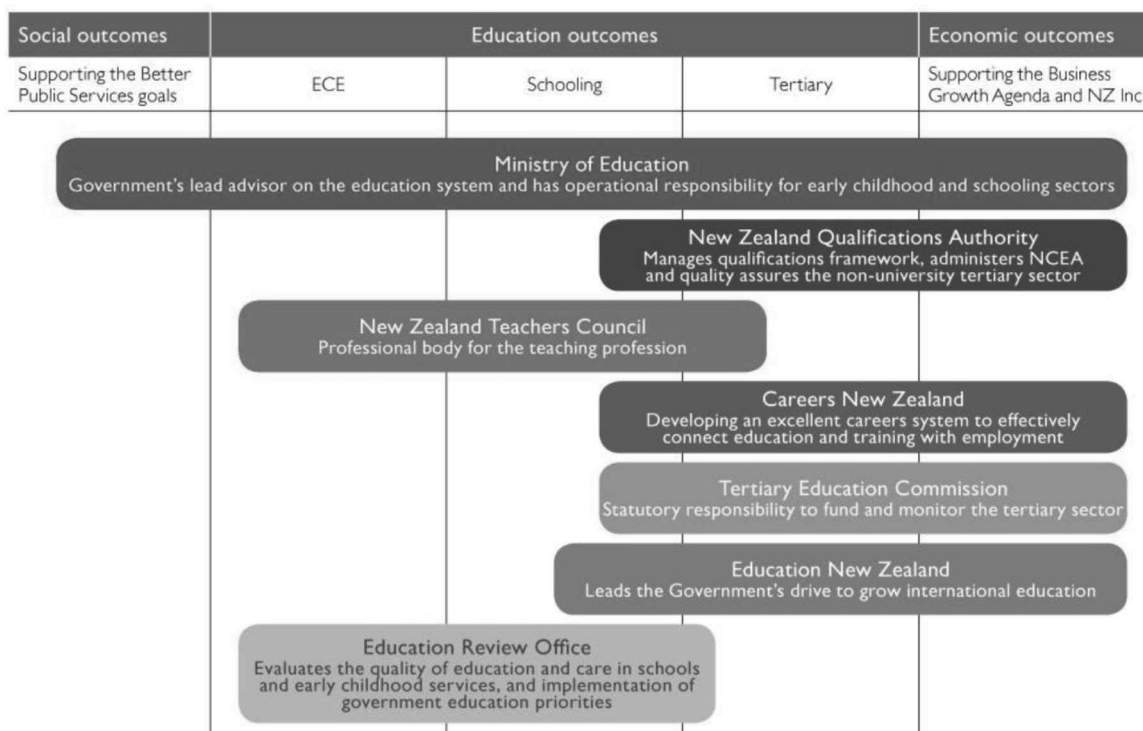 Social outcomes
Education outcomes
Economic outcomes
Supporting the Better
Public Services goals
ECE
Schooling
Tertiary
Supporting the Business
Growth Agenda and NZ Inc
Ministry of Education
Government's lead advisor on the education system and has operational responsibility for early childhood and schooling sectors
New Zealand Qualifications Authority
Manages qualifications framework, administers NCEA
and quality assures the non-university tertiary sector
New Zealand Teachers Council
Professional body for the teaching profession
Careers New Zealand
Developing an excellent careers system to effectively
connect education and training with employment
Tertiary Education Commission
Statutory responsibility to fund and monitor the tertiary sector
Education New Zealand
Leads the Government's drive to grow international education
Education Review Office
Evaluates the quality of education and care in schools
and early childhood services, and implementation of
government education priorities